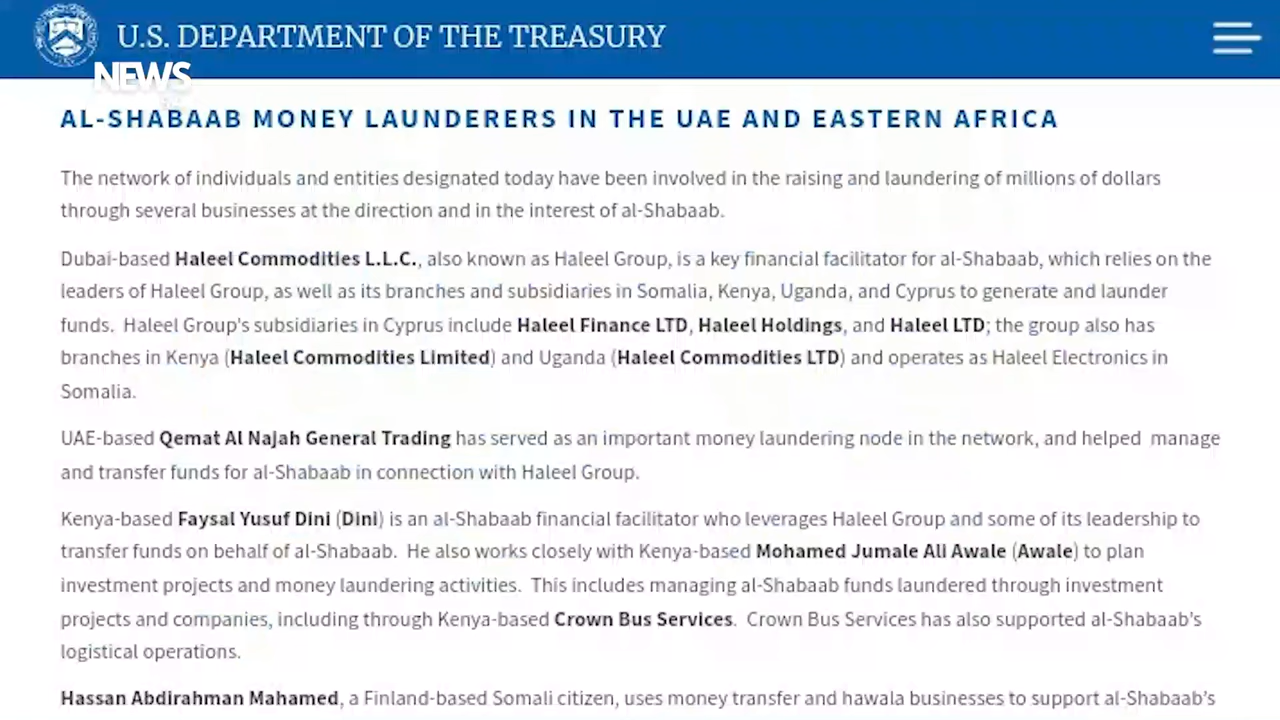 U.S. DEPARTMENT OF THE TREASURY
NEWS
AL-SHABAAB MONEY LAUNDERERS IN THE UAE AND EASTERN AFRICA
The network of individuals and entities designated today have been involved in the raising and laundering of millions of dollars
through several businesses at the direction and in the interest of al-Shabaab.
Dubai-based Haleel Commodities L.L.C., also known as Haleel Group, is a key financial facilitator for al-Shabaab, which relies on the
leaders of Haleel Group, as well as its branches and subsidiaries in Somalia, Kenya, Uganda, and Cyprus to generate and launder
funds. Haleel Group's subsidiaries in Cyprus include Haleel Finance LTD, Haleel Holdings, and Haleel LTD; the group also has
branches in Kenya (Haleel Commodities Limited) and Uganda (Haleel Commodities LTD) and operates as Haleel Electronics in
Somalia.
UAE-based Qemat Al Najah General Trading has served as an important money laundering node in the network, and helped manage
and transfer funds for al-Shabaab in connection with Haleel Group.
Kenya-based Faysal Yusuf Dini (Dini) is an al-Shabaab financial facilitator who leverages Haleel Group and some of its leadership to
transfer funds on behalf of al-Shabaab. He also works closely with Kenya-based Mohamed Jumale Ali Awale (Awale) to plan
investment projects and money laundering activities. This includes managing al-Shabaab funds laundered through investment
projects and companies, including through Kenya-based Crown Bus Services. Crown Bus Services has also supported al-Shabaab's
logistical operations.
Hassan Abdirahman Mahamed, a Finland-based Somali citizen, uses money transfer and hawala businesses to support al-Shabaab's